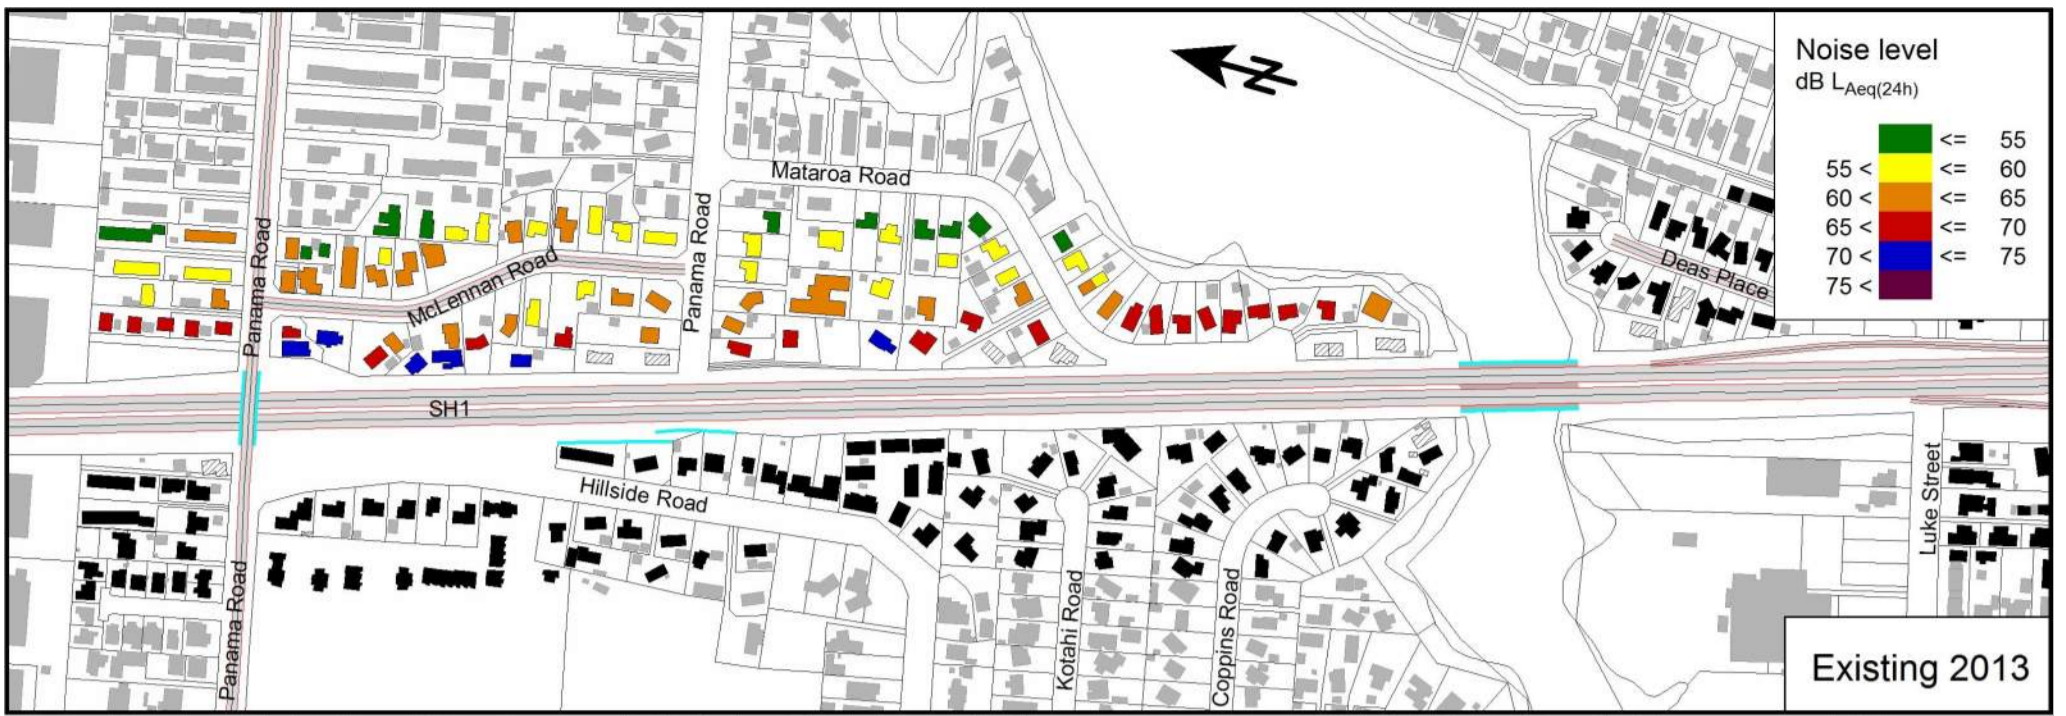 Noise level
dB LAeq(24h)
<= 55
55 < <= 60
60 < <= 65
65 < <= 70
70 < <= 75
75 <
N
Mataroa Road
Panama Road
Panama Road
McLennan Road
Deas Place
SH1
Hillside Road
Luke Street
Panama Road
Kotahi Road
Coppins Road
Existing 2013